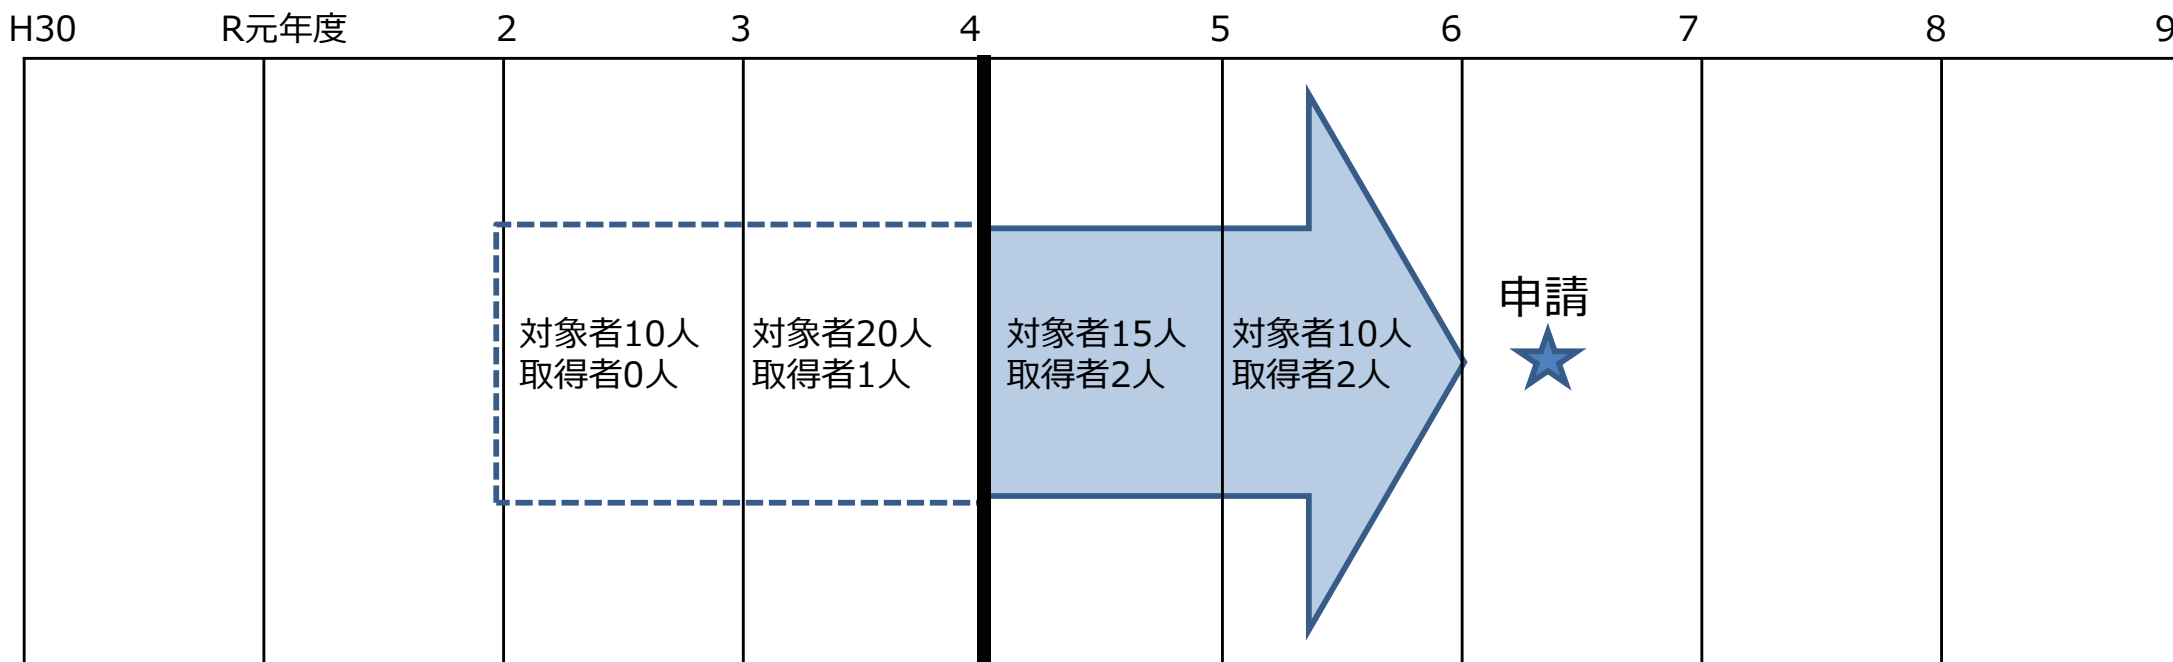 H30 R元年度 2 3 4 5 6 7 8 9
申請
対象者10人 対象者20人 対象者15人 対象者10人
取得者0人 取得者1人 取得者2人 取得者2人